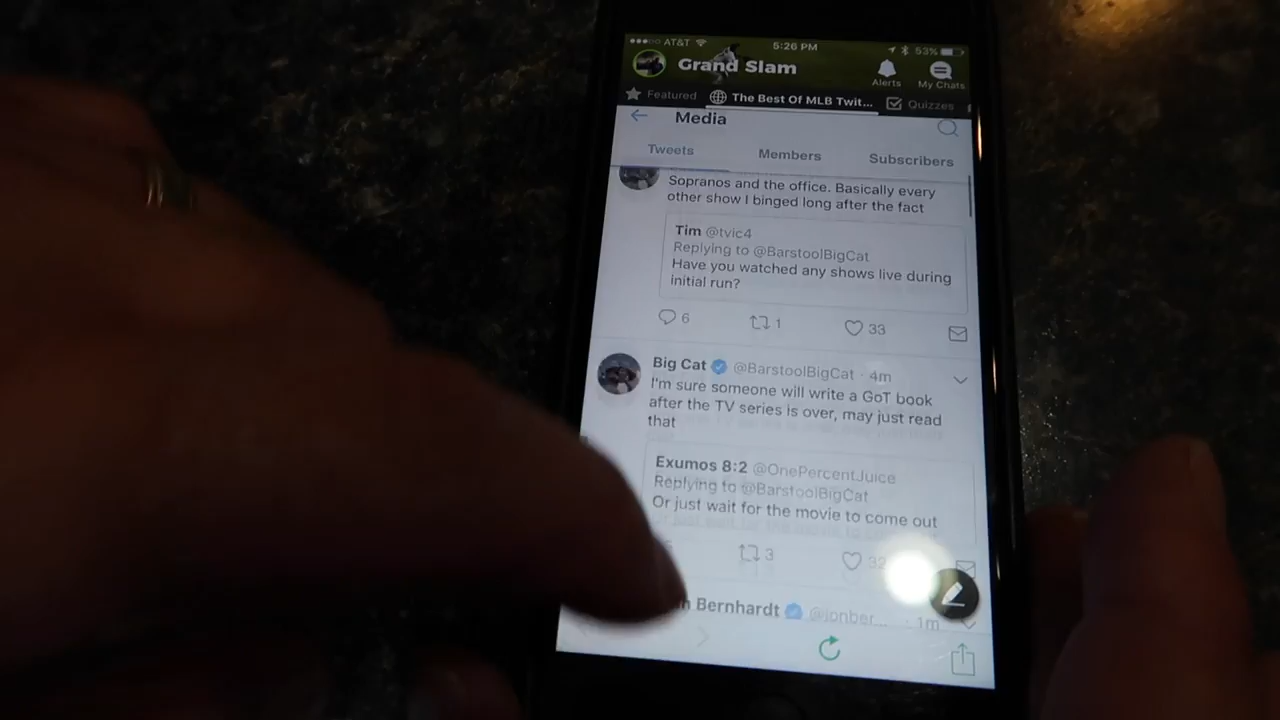 AT&T 5:26 PM 53%
Grand Slam
Alerts My Chats
Featured The Best Of MLB Twit... Quizzes
Media
Tweets Members Subscribers
Sopranos and the office. Basically every
other show I binged long after the fact
Tim @tvic4
Replying to @BarstoolBigCat
Have you watched any shows live during
initial run?
6 1 33
Big Cat @BarstoolBigCat · 4m
I'm sure someone will write a GoT book
after the TV series is over, may just read
that
Exumos 8:2 @OnePercentJuice
Replying to @BarstoolBigCat
Or just wait for the movie to come out
3 32
Bernhardt @jonber... · 1m